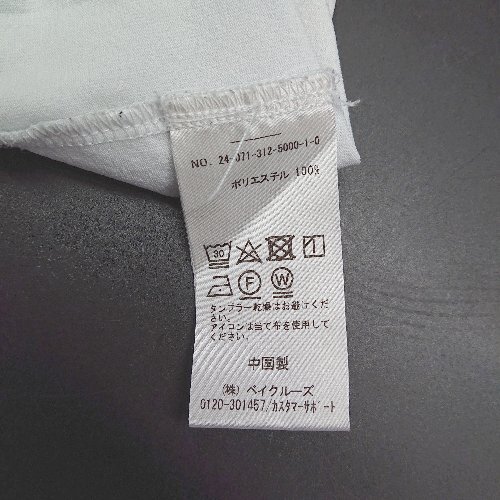 NO. 24-071-312-5000-1-0
ポリエステル 100%
30
F W
タンブラー乾燥はお避けくだ
さい。
アイロンは当て布を使用して
ください。
中国製
(株) ベイクルーズ
0120-301457/カスタマーサポート